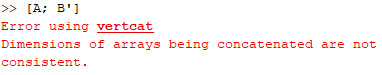 >> [A; B']
Error using vertcat
Dimensions of arrays being concatenated are not
consistent.